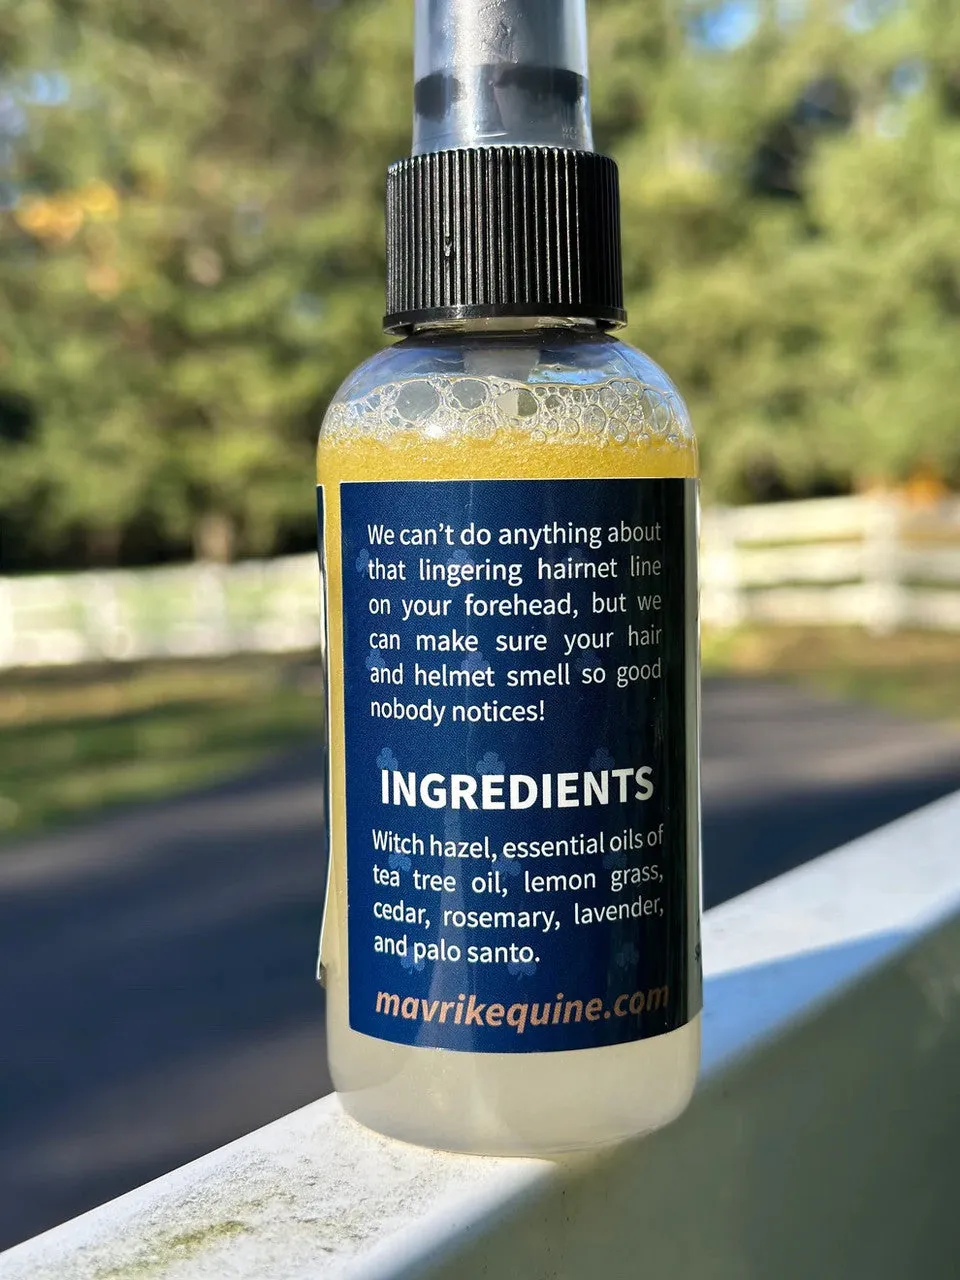 We can't do anything about
that lingering hairnet line
on your forehead, but we
can make sure your hair
and helmet smell so good
nobody notices!
INGREDIENTS
Witch hazel, essential oils of
tea tree oil, lemon grass,
cedar, rosemary, lavender,
and palo santo.
mavrikequine.com